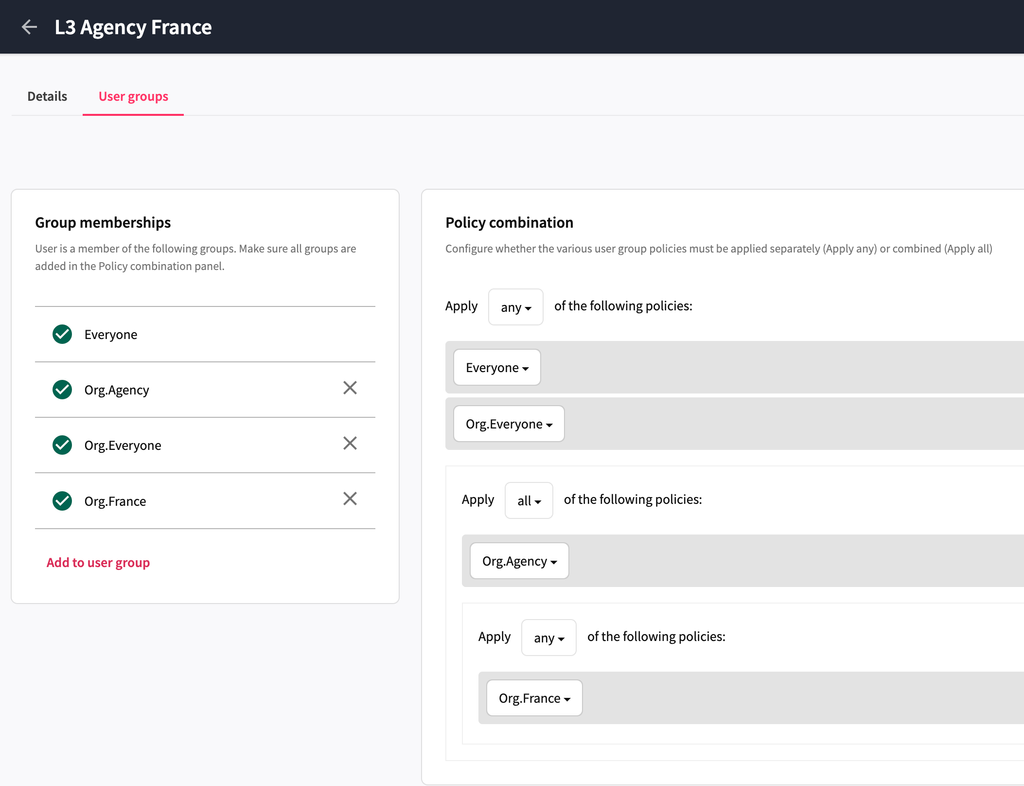 L3 Agency France
Details
User groups
Group memberships
User is a member of the following groups. Make sure all groups are
added in the Policy combination panel.
Everyone
Org.Agency
Org.Everyone
Org.France
Add to user group
Policy combination
Configure whether the various user group policies must be applied separately (Apply any) or combined (Apply all)
Apply any of the following policies:
Everyone
Org.Everyone
Apply all of the following policies:
Org.Agency
Apply any of the following policies:
Org.France